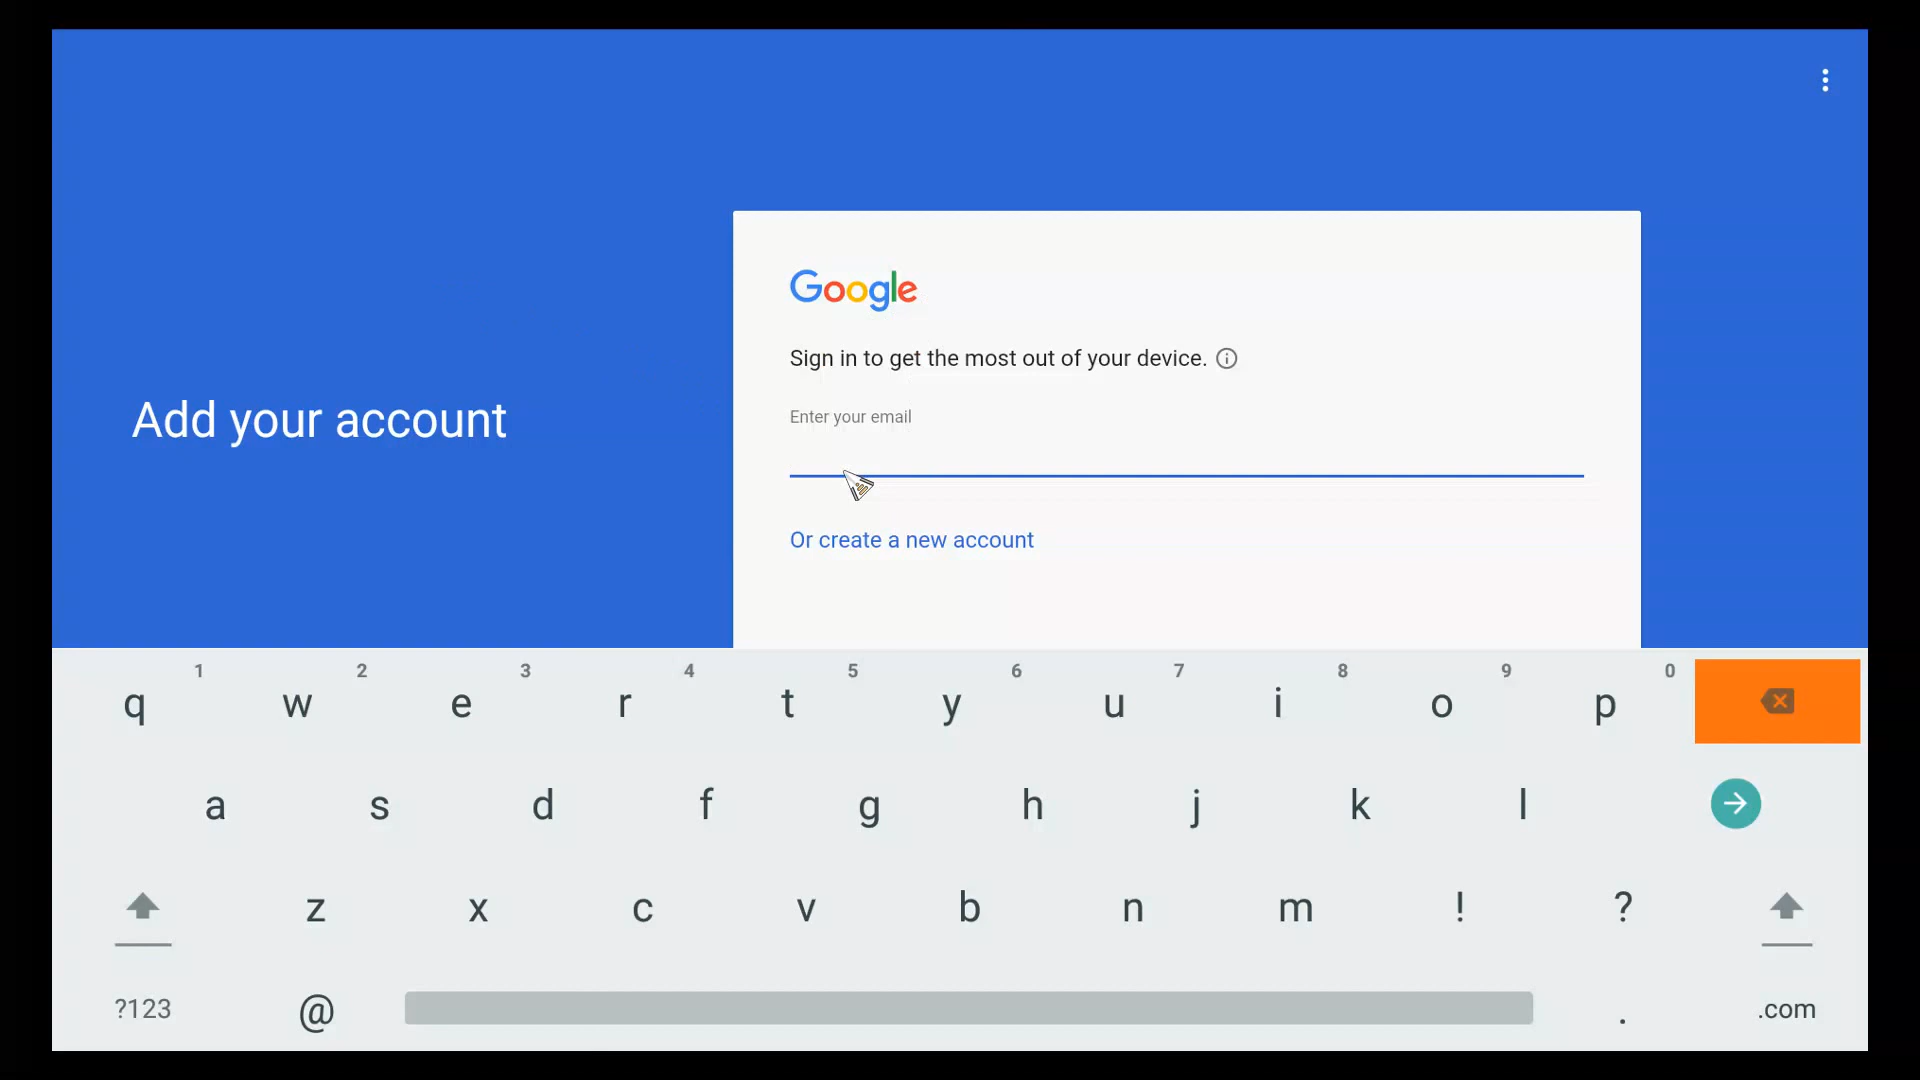 Google
Sign in to get the most out of your device.
Add your account
Enter your email
Or create a new account
1 2 3 4 5 6 7 8 9 0
q w e r t y u i o p
a s d f g h j k l
z x c v b n m ! ?
?123 @ . .com